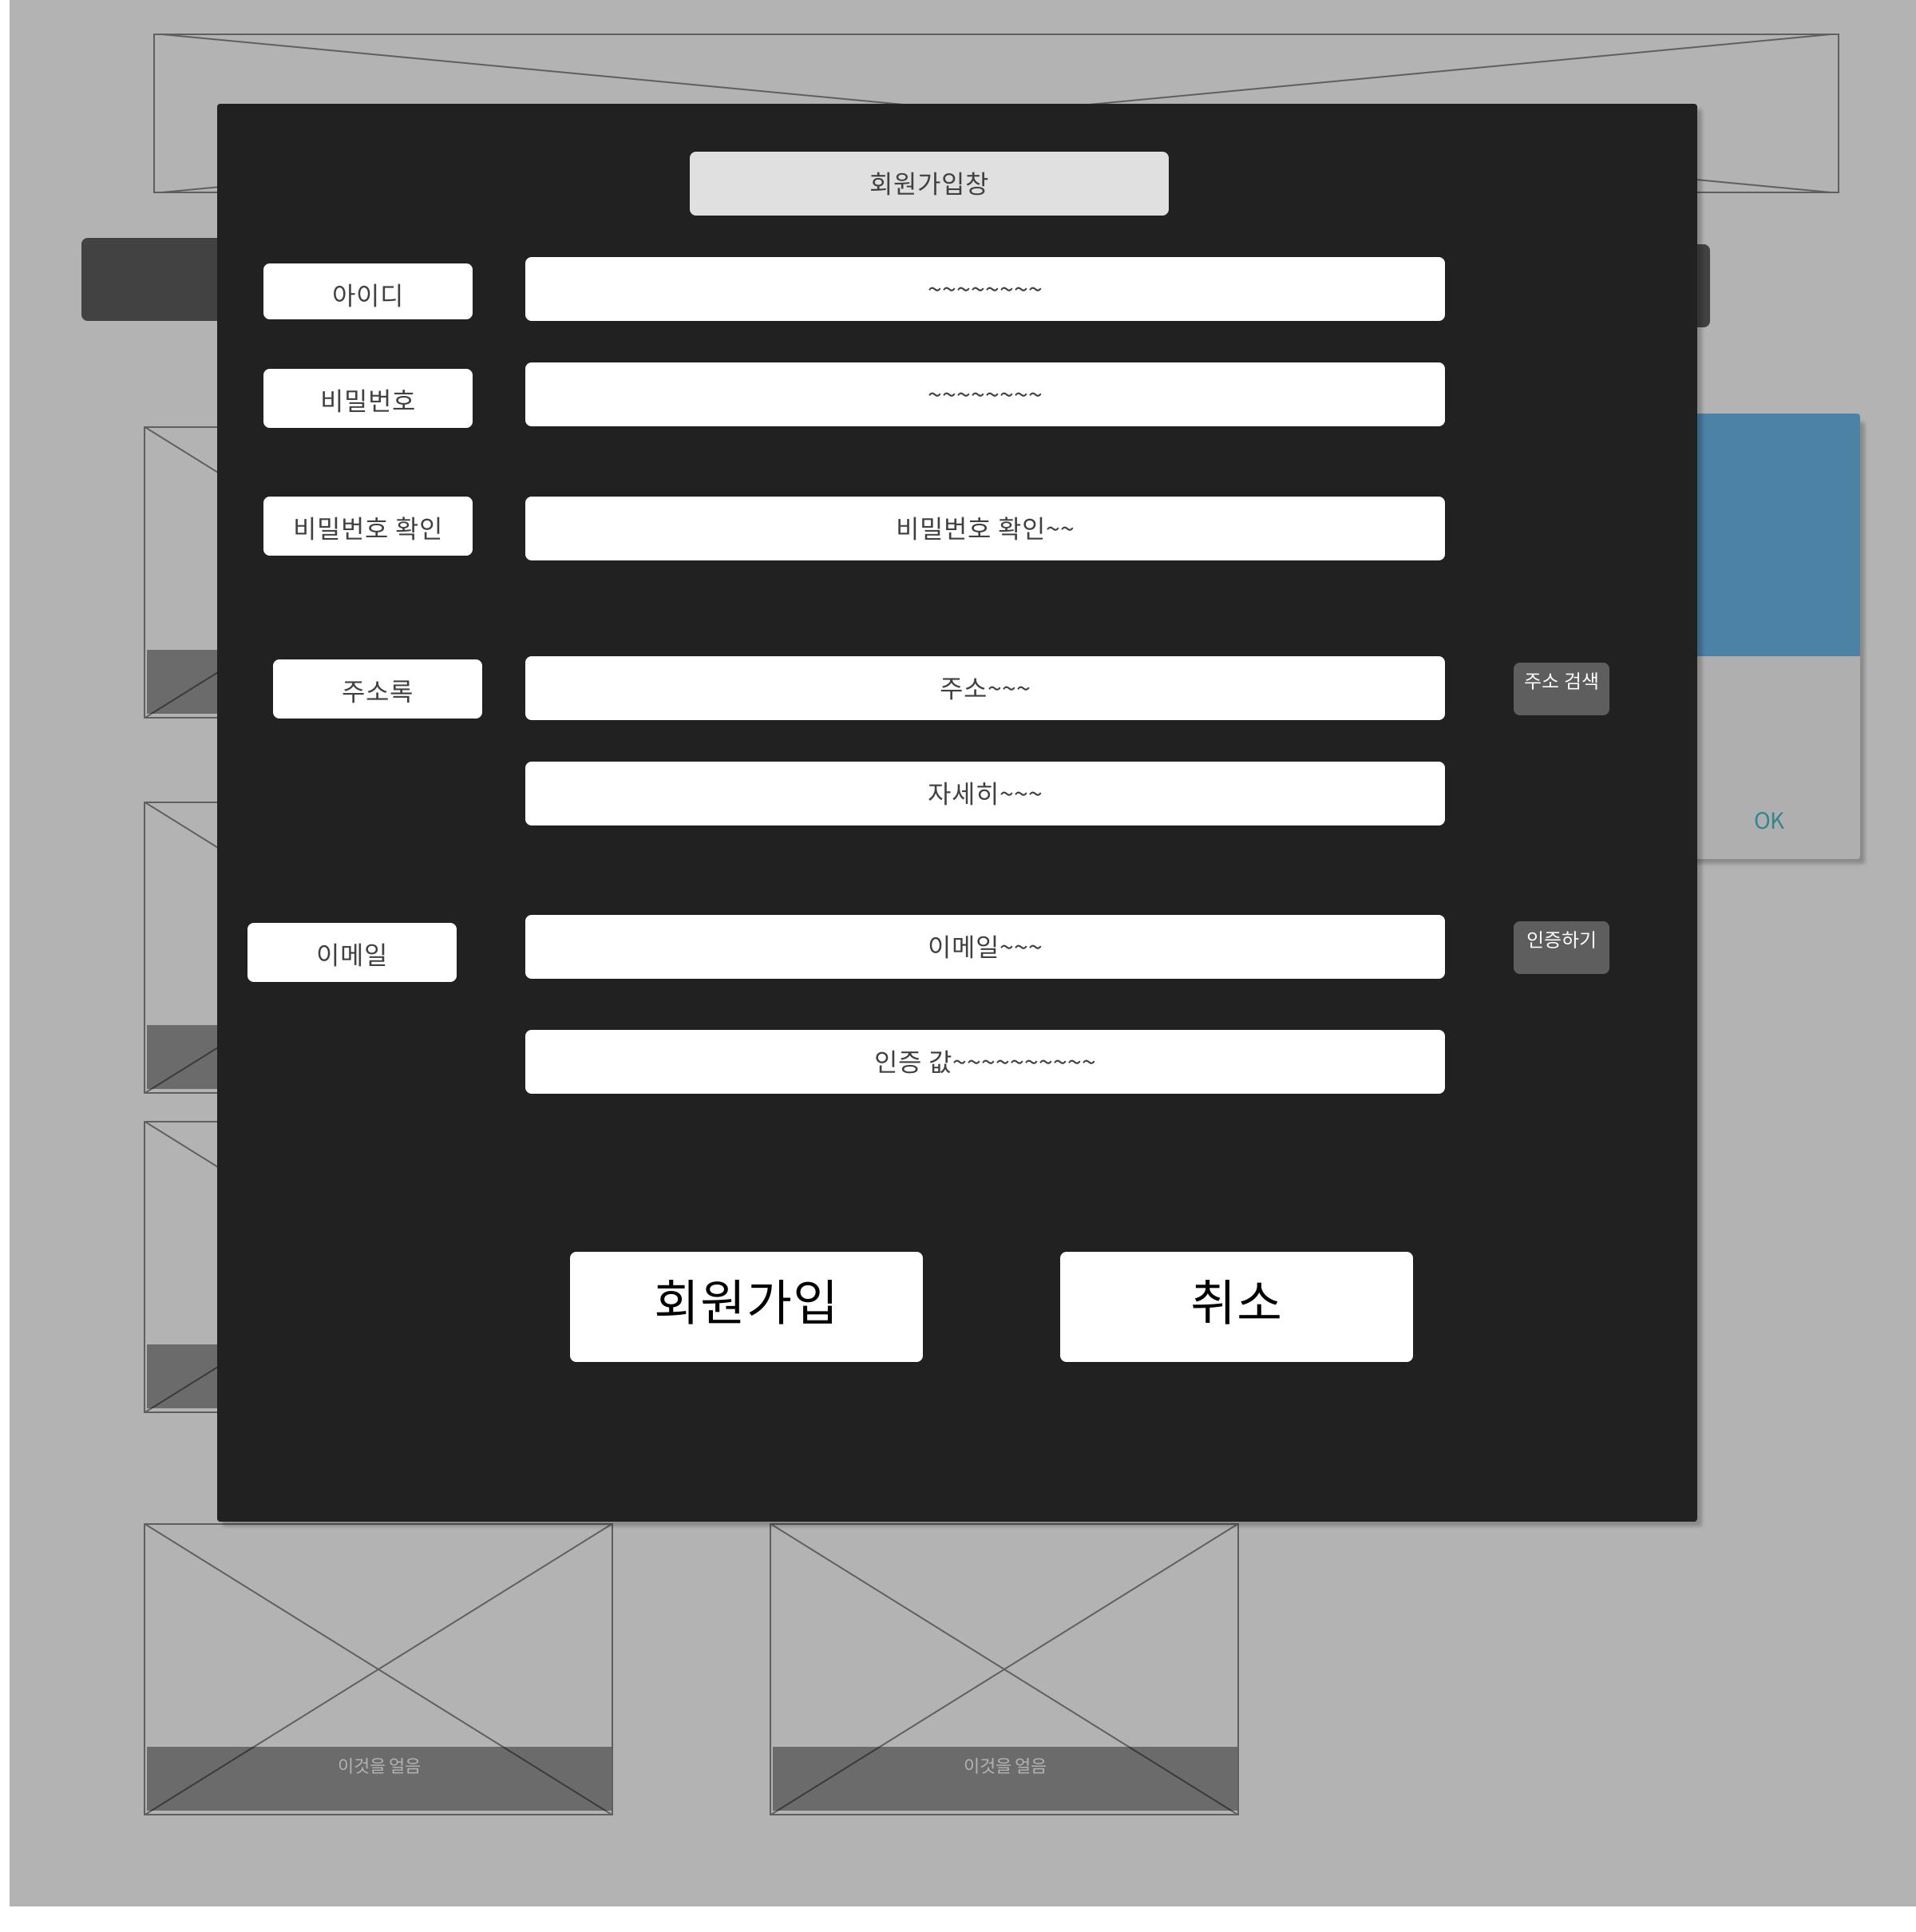 회원가입창
아이디
~~~~~~~~
비밀번호
~~~~~~~~
비밀번호 확인
비밀번호 확인~~
주소록
주소~~~
주소 검색
자세히~~~
OK
이메일
이메일~~~
인증하기
인증 값~~~~~~~~~~
회원가입
취소
이것을 얼음
이것을 얼음